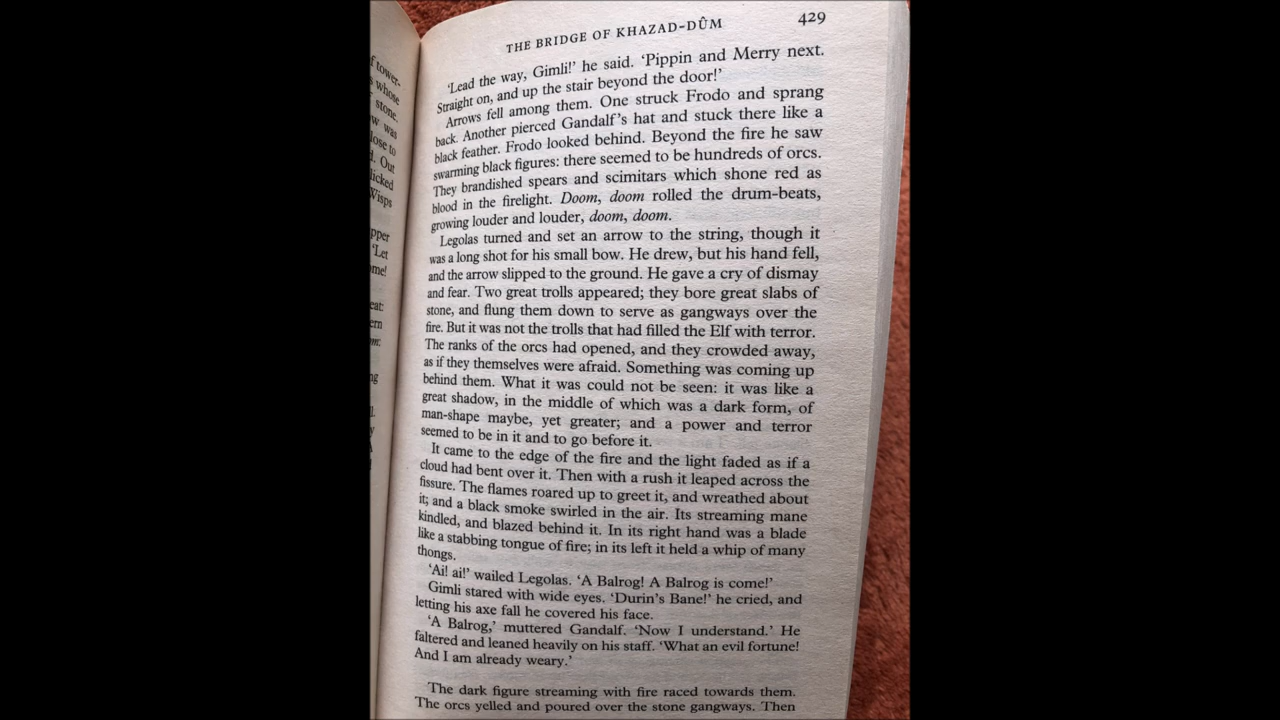 f tower-
whose
stone.
w was
lose to
d. Out
licked
Wisps
pper
'Let
ome!
eat:
ern
m:
ng
THE BRIDGE OF KHAZAD-DÛM 429
'Lead the way, Gimli!' he said. 'Pippin and Merry next.
Straight on, and up the stair beyond the door!'
Arrows fell among them. One struck Frodo and sprang
back. Another pierced Gandalf's hat and stuck there like a
black feather. Frodo looked behind. Beyond the fire he saw
swarming black figures: there seemed to be hundreds of orcs.
They brandished spears and scimitars which shone red as
blood in the firelight. Doom, doom rolled the drum-beats,
growing louder and louder, doom, doom.
Legolas turned and set an arrow to the string, though it
was a long shot for his small bow. He drew, but his hand fell,
and the arrow slipped to the ground. He gave a cry of dismay
and fear. Two great trolls appeared; they bore great slabs of
stone, and flung them down to serve as gangways over the
fire. But it was not the trolls that had filled the Elf with terror.
The ranks of the orcs had opened, and they crowded away,
as if they themselves were afraid. Something was coming up
behind them. What it was could not be seen: it was like a
great shadow, in the middle of which was a dark form, of
man-shape maybe, yet greater; and a power and terror
seemed to be in it and to go before it.
It came to the edge of the fire and the light faded as if a
cloud had bent over it. Then with a rush it leaped across the
fissure. The flames roared up to greet it, and wreathed about
it; and a black smoke swirled in the air. Its streaming mane
kindled, and blazed behind it. In its right hand was a blade
like a stabbing tongue of fire; in its left it held a whip of many
thongs.
'Ai! ai!' wailed Legolas. 'A Balrog! A Balrog is come!'
Gimli stared with wide eyes. 'Durin's Bane!' he cried, and
letting his axe fall he covered his face.
'A Balrog,' muttered Gandalf. 'Now I understand.' He
faltered and leaned heavily on his staff. 'What an evil fortune!
And I am already weary.'
The dark figure streaming with fire raced towards them.
The orcs yelled and poured over the stone gangways. Then